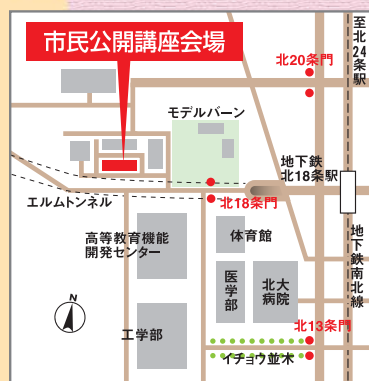 市民公開講座会場
至北24条駅
北20条門
モデルバーン
地下鉄
北18条駅
エルムトンネル
北18条門
高等教育機能
開発センター
体育館
地下鉄南北線
医学部
北大
病院
N
工学部
北13条門
イチョウ並木